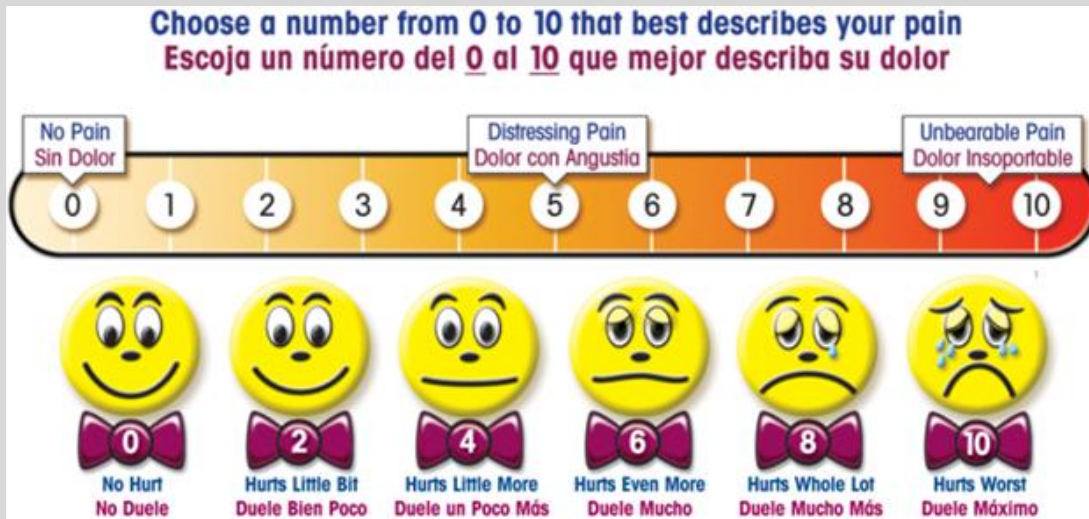 Choose a number from 0 to 10 that best describes your pain
Escoja un número del 0 al 10 que mejor describa su dolor
No Pain
Sin Dolor
Distressing Pain
Dolor con Angustia
Unbearable Pain
Dolor Insoportable
0 1 2 3 4 5 6 7 8 9 10
0 2 4 6 8 10
No Hurt
No Duele
Hurts Little Bit
Duele Bien Poco
Hurts Little More
Duele un Poco Más
Hurts Even More
Duele Mucho
Hurts Whole Lot
Duele Mucho Más
Hurts Worst
Duele Máximo